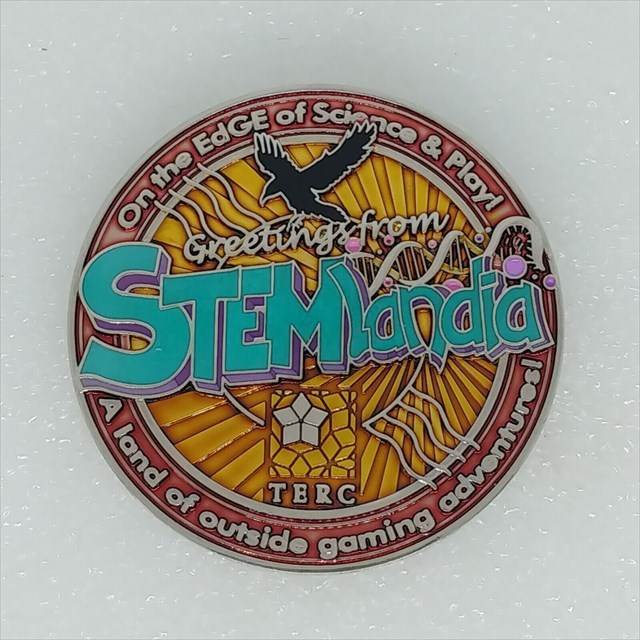 On the EdGE of Science & Play!
Greetings from
STEMlandia
TERC
A land of outside gaming adventures!